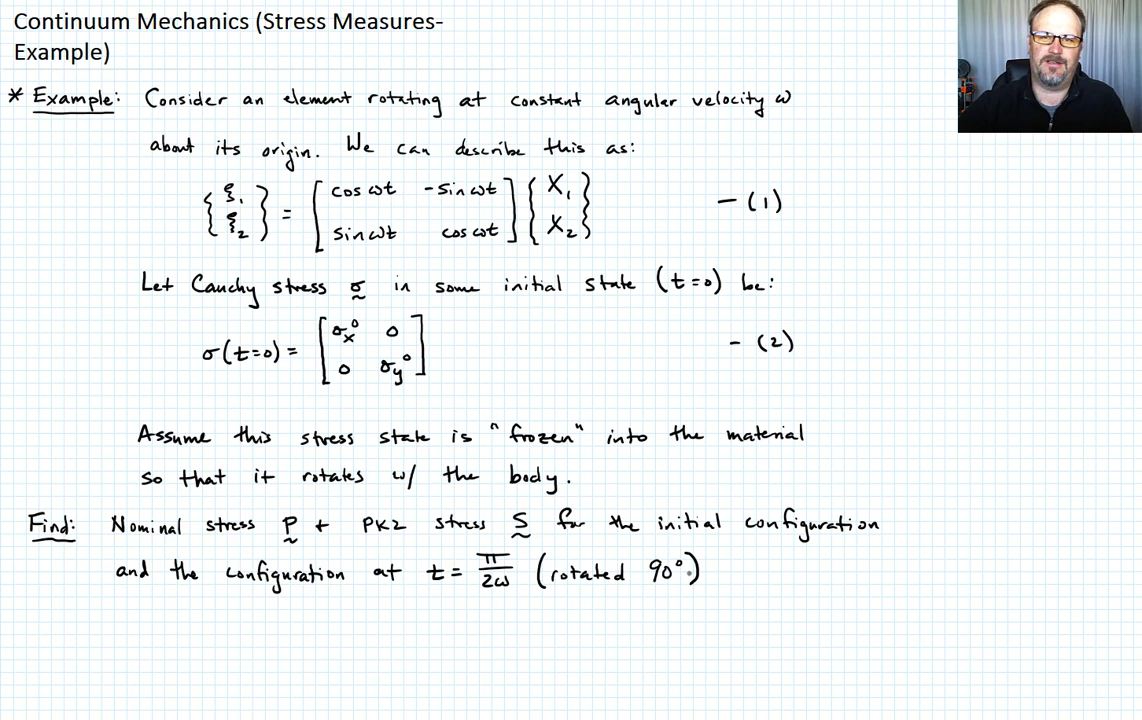 Continuum Mechanics (Stress Measures-
Example)
* Example: Consider an element rotating at constant angular velocity ω
about its origin. We can describe this as:
{ξ₁ ξ₂} = [cos ωt -sin ωt; sin ωt cos ωt] {X₁ X₂} - (1)
Let Cauchy stress σ in some initial state (t=0) be:
σ(t=0) = [σₓ⁰ 0; 0 σy⁰] - (2)
Assume this stress state is "frozen" into the material
so that it rotates w/ the body.
Find: Nominal stress P + PK2 stress S for the initial configuration
and the configuration at t = π/2ω (rotated 90°)